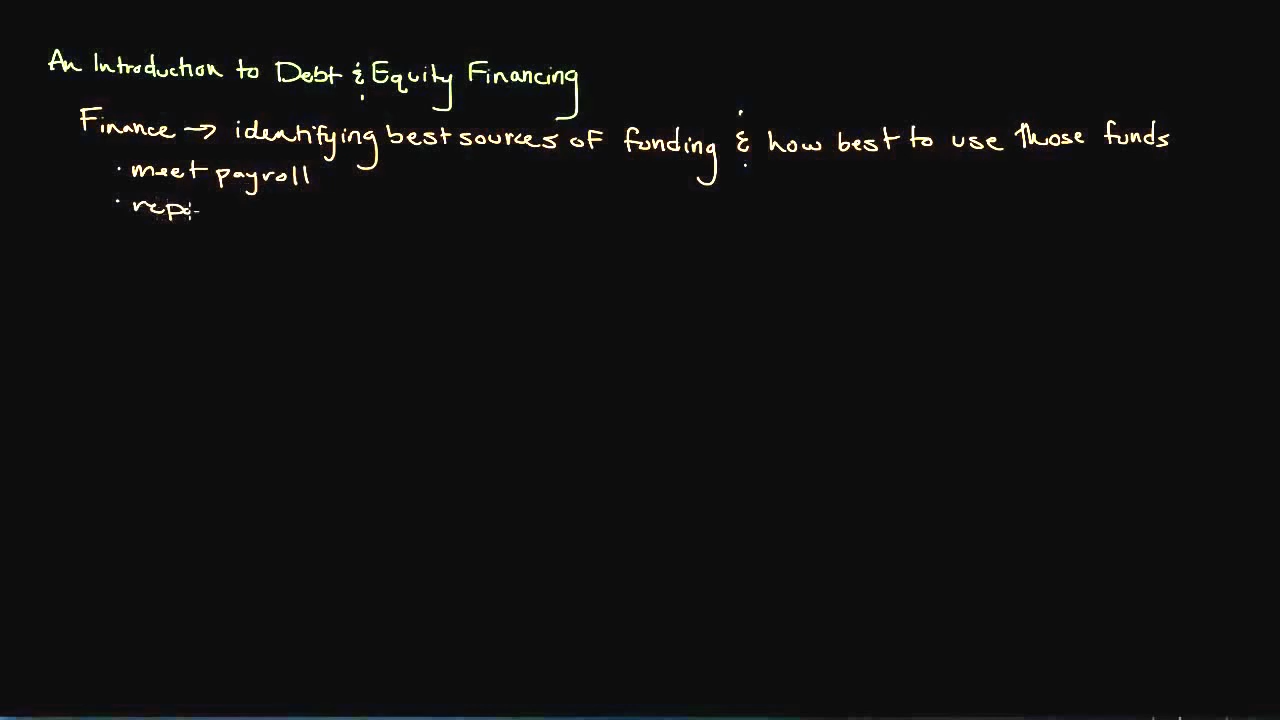 An Introduction to Debt & Equity Financing
Finance → identifying best sources of funding & how best to use those funds
· meet payroll